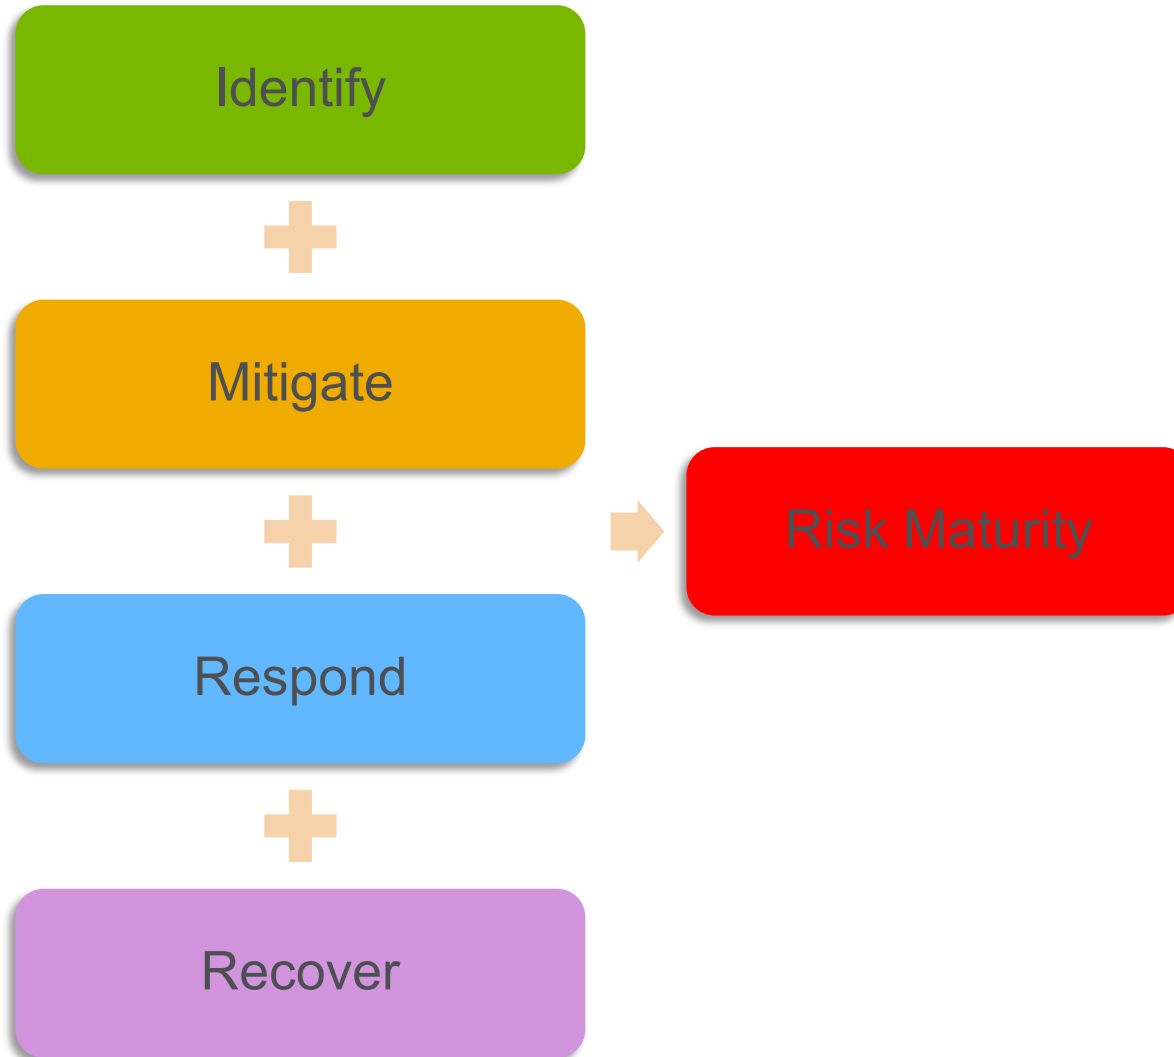 Identify
Mitigate
Risk Maturity
Respond
Recover